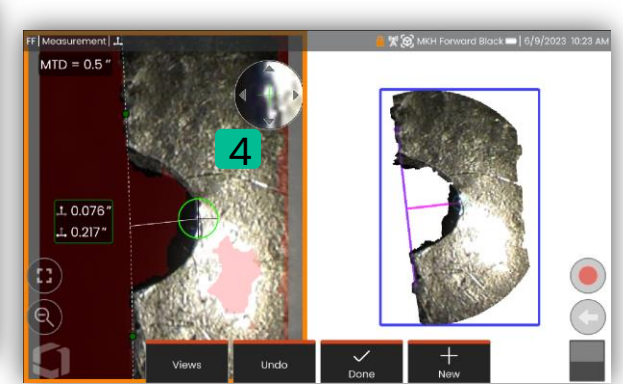 FF | Measurement |
MKH Forward Black
| 6/9/2023 10:23 AM
MTD = 0.5 "
4
0.076"
0.217"
Views
Undo
Done
New